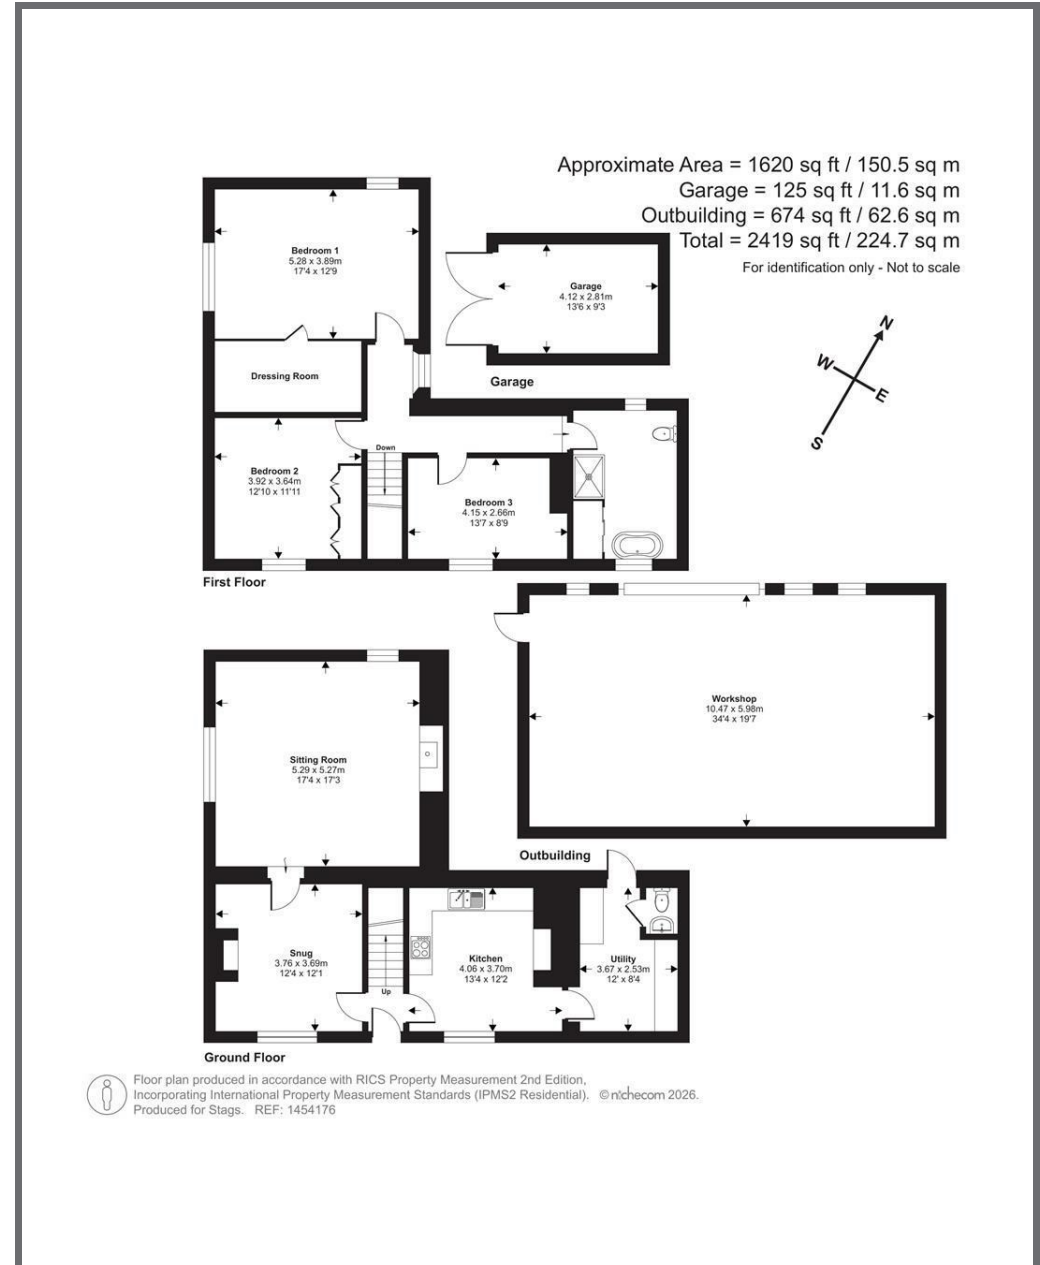 Approximate Area = 1620 sq ft / 150.5 sq m
Garage = 125 sq ft / 11.6 sq m
Outbuilding = 674 sq ft / 62.6 sq m
Total = 2419 sq ft / 224.7 sq m
For identification only - Not to scale
Bedroom 1
5.28 x 3.89m
17'4 x 12'9
Garage
4.12 x 2.81m
13'6 x 9'3
N
W
E
S
Dressing Room
Garage
Down
Bedroom 2
3.92 x 3.64m
12'10 x 11'11
Bedroom 3
4.15 x 2.66m
13'7 x 8'9
First Floor
Workshop
10.47 x 5.98m
34'4 x 19'7
Sitting Room
5.29 x 5.27m
17'4 x 17'3
Outbuilding
Snug
3.76 x 3.69m
12'4 x 12'1
Up
Kitchen
4.06 x 3.70m
13'4 x 12'2
Utility
3.67 x 2.53m
12' x 8'4
Ground Floor
Floor plan produced in accordance with RICS Property Measurement 2nd Edition,
Incorporating International Property Measurement Standards (IPMS2 Residential). © nichecom 2026.
Produced for Stags. REF: 1454176